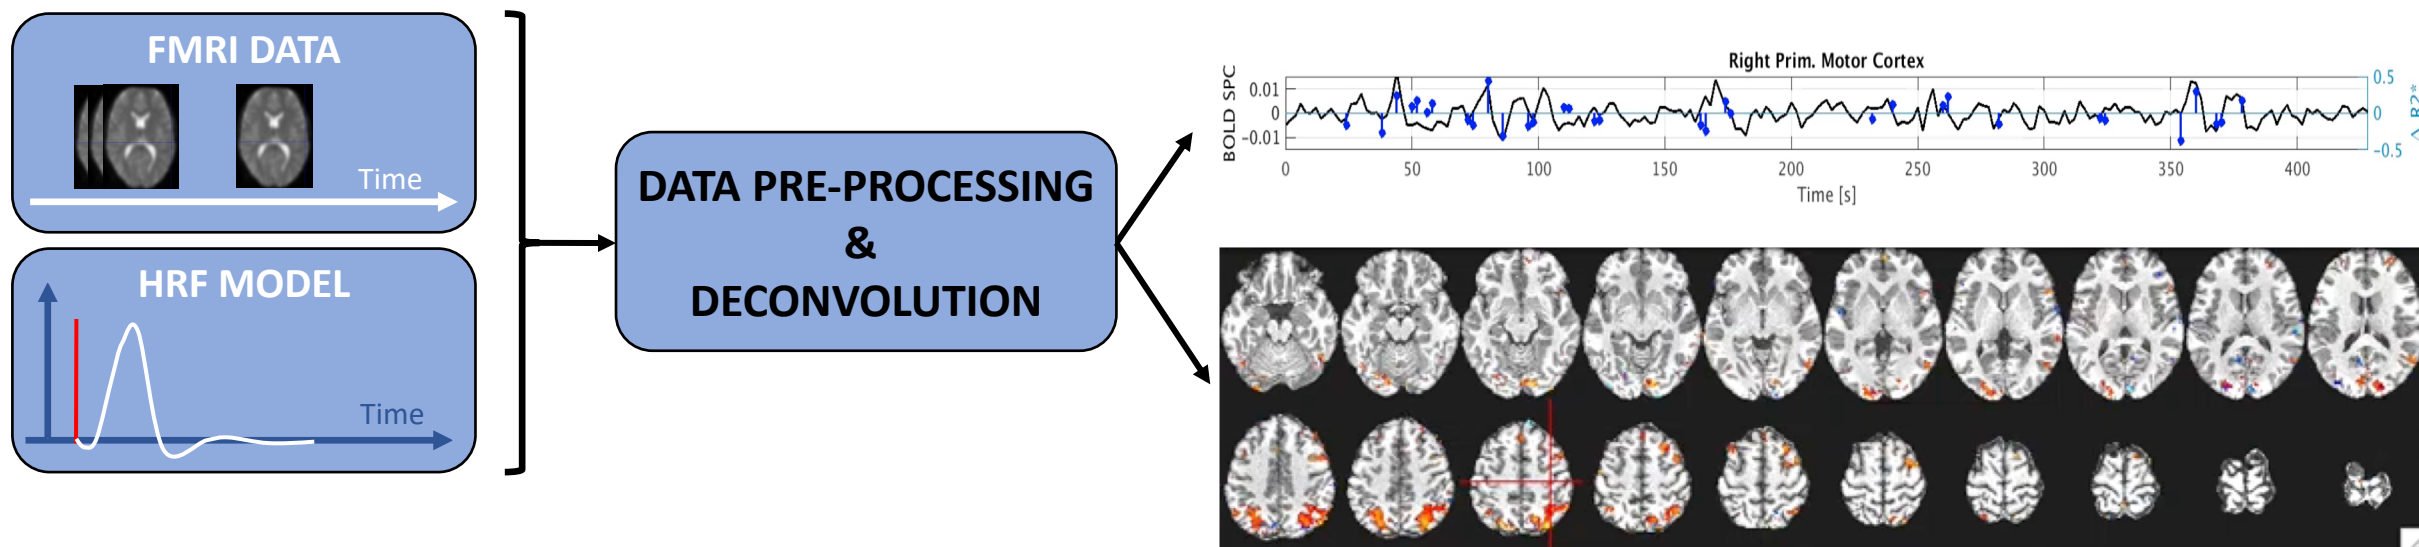 FMRI DATA
Time
HRF MODEL
Time
DATA PRE-PROCESSING
&
DECONVOLUTION
Right Prim. Motor Cortex
BOLD SPC
0.01
0
-0.01
0.5
0
-0.5
Δ R2*
0 50 100 150 200 250 300 350 400
Time [s]